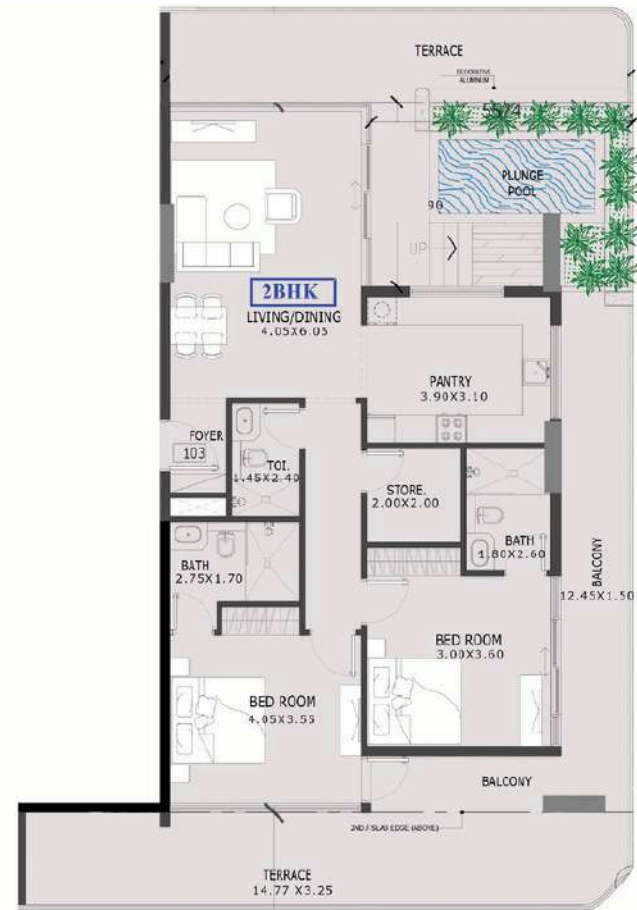 TERRACE
DECORATIVE
ALUMINUM
5574
PLUNGE
POOL
90
UP
2BHK
LIVING/DINING
4.05X6.05
PANTRY
3.90X3.10
FOYER
103
TOI.
1.45X2.40
STORE.
2.00X2.00
BATH
1.80X2.60
BATH
2.75X1.70
BALCONY
12.45X1.50
BED ROOM
3.00X3.60
BED ROOM
4.05X3.55
BALCONY
2ND F SLAB EDGE (ABOVE)
TERRACE
14.77 X3.25